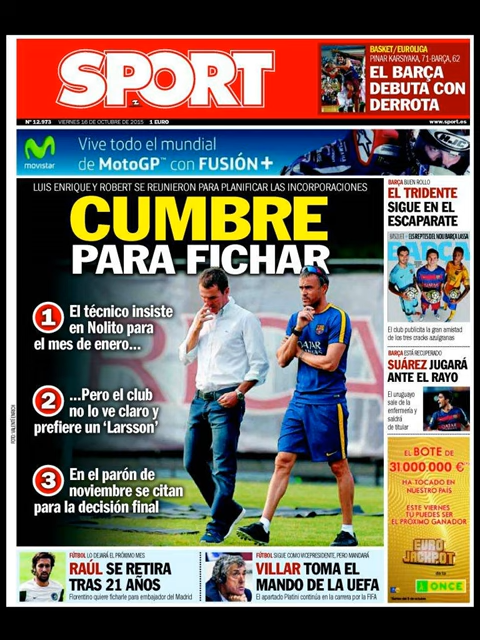 SPORT
BASKET/EUROLIGA
PINAR KARSIYAKA, 71-BARÇA, 62
EL BARÇA
DEBUTA CON
DERROTA
Nº 12.973
VIERNES 16 DE OCTUBRE DE 2015
1 EURO
www.sport.es
movistar
Vive todo el mundial
de MotoGP™ con FUSIÓN+
LUIS ENRIQUE Y ROBERT SE REUNIERON PARA PLANIFICAR LAS INCORPORACIONES
CUMBRE
PARA FICHAR
1 El técnico insiste
en Nolito para
el mes de enero...
2 ...Pero el club
no lo ve claro y
prefiere un ‘Larsson’
3 En el parón de
noviembre se citan
para la decisión final
BARÇA BUEN ROLLO
EL TRIDENTE
SIGUE EN EL
ESCAPARATE
BARÇA
El club publicita la gran amistad
de los tres cracks azulgranas
BARÇA ESTÁ RECUPERADO
SUÁREZ JUGARÁ
ANTE EL RAYO
El uruguayo
sale de la
enfermería y
saldrá
de titular
EL BOTE DE
31.000.000 €
HA TOCADO EN
NUESTRO PAÍS
ESTE VIERNES
TÚ PUEDES SER
EL PRÓXIMO GANADOR
EURO
JACKPOT
ONCE
FÚTBOL LO DEJARÁ EL PRÓXIMO MES
RAÚL SE RETIRA
TRAS 21 AÑOS
Florentino quiere ficharle para embajador del Madrid
FÚTBOL SIGUE COMO VICEPRESIDENTE, PERO MANDARÁ
VILLAR TOMA EL
MANDO DE LA UEFA
El apartado Platini continúa en la carrera por la FIFA